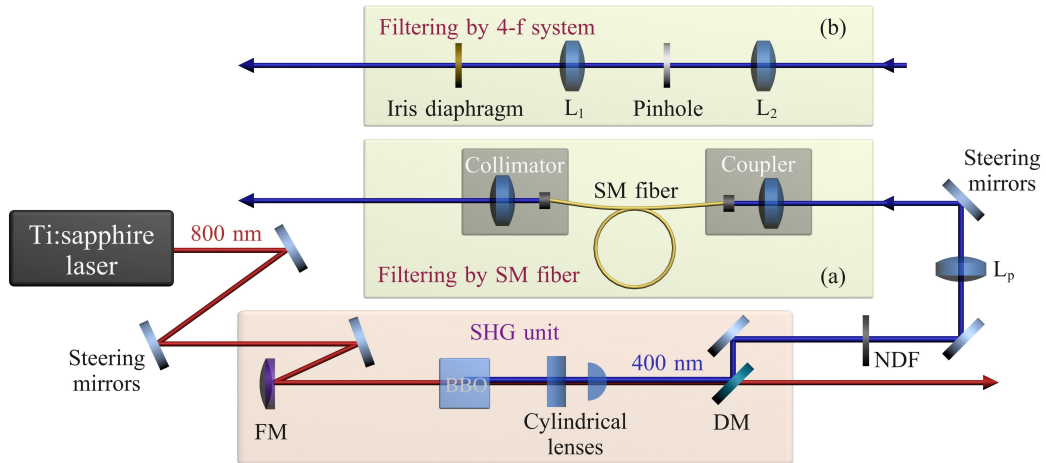 Filtering by 4-f system
(b)
Iris diaphragm
L₁
Pinhole
L₂
Collimator
SM fiber
Coupler
Steering
mirrors
Ti:sapphire
laser
800 nm
Filtering by SM fiber
(a)
Lₚ
Steering
mirrors
SHG unit
400 nm
NDF
BBO
FM
Cylindrical
lenses
DM